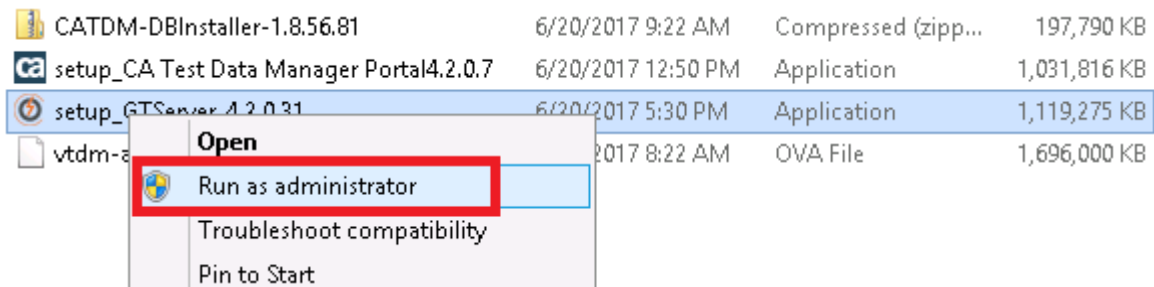 CATDM-DBInstaller-1.8.56.81 6/20/2017 9:22 AM Compressed (zipp... 197,790 KB
ca setup_CA Test Data Manager Portal4.2.0.7 6/20/2017 12:50 PM Application 1,031,816 KB
setup_GTServer_4.2.0.31 6/20/2017 5:30 PM Application 1,119,275 KB
Open
vtdm-a 2017 8:22 AM OVA File 1,696,000 KB
Run as administrator
Troubleshoot compatibility
Pin to Start